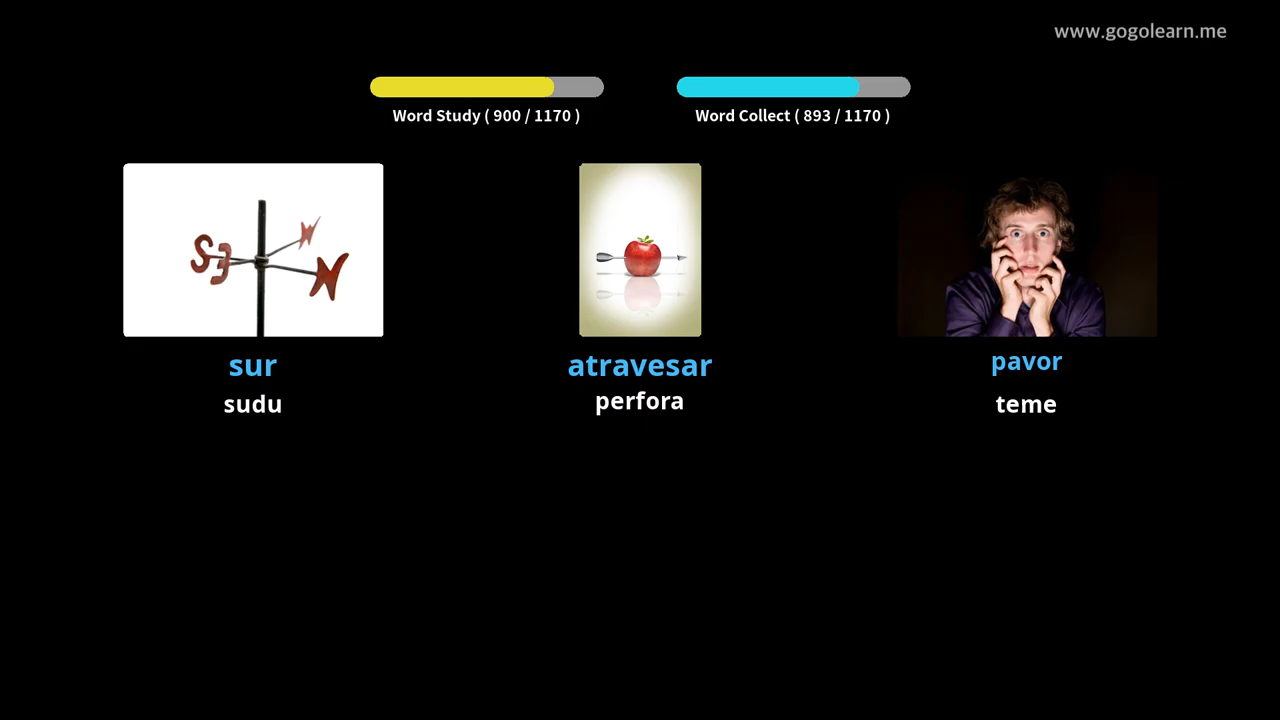 www.gogolearn.me
Word Study ( 900 / 1170 )
Word Collect ( 893 / 1170 )
S
E
N
W
sur
atravesar
pavor
sudu
perfora
teme